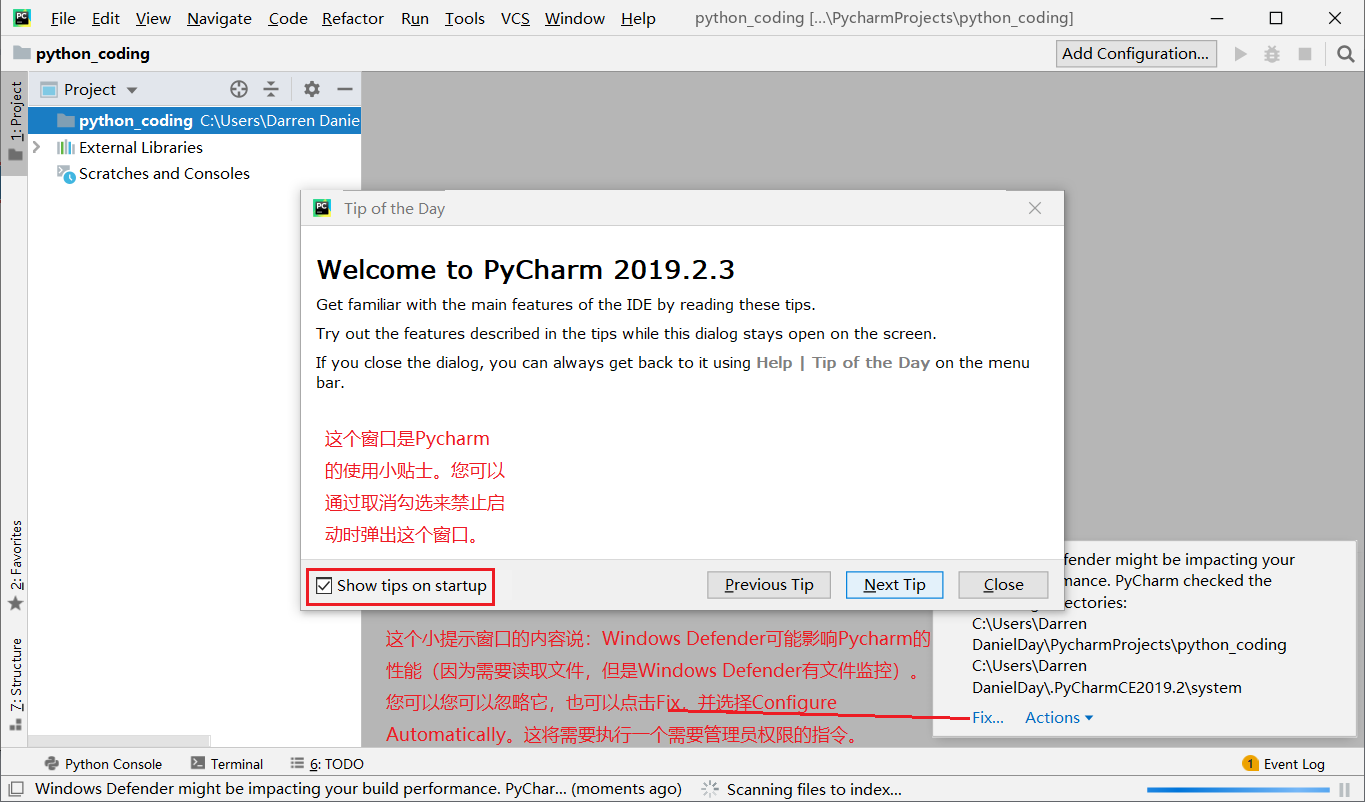 File Edit View Navigate Code Refactor Run Tools VCS Window Help python_coding [...\PycharmProjects\python_coding]
python_coding Add Configuration...
1: Project
Project
python_coding C:\Users\Darren Danie
External Libraries
Scratches and Consoles
PC Tip of the Day
Welcome to PyCharm 2019.2.3
Get familiar with the main features of the IDE by reading these tips.
Try out the features described in the tips while this dialog stays open on the screen.
If you close the dialog, you can always get back to it using Help | Tip of the Day on the menu
bar.
这个窗口是Pycharm
的使用小贴士。您可以
通过取消勾选来禁止启
动时弹出这个窗口。
Show tips on startup Previous Tip Next Tip Close
2: Favorites
Z: Structure
fender might be impacting your
mance. PyCharm checked the
ectories:
C:\Users\Darren
DanielDay\PycharmProjects\python_coding
C:\Users\Darren
DanielDay\.PyCharmCE2019.2\system
Fix... Actions
这个小提示窗口的内容说：Windows Defender可能影响Pycharm的
性能（因为需要读取文件，但是Windows Defender有文件监控）。
您可以您可以忽略它，也可以点击Fix，并选择Configure
Automatically。这将需要执行一个需要管理员权限的指令。
Python Console Terminal 6: TODO 1 Event Log
Windows Defender might be impacting your build performance. PyChar... (moments ago) Scanning files to index...